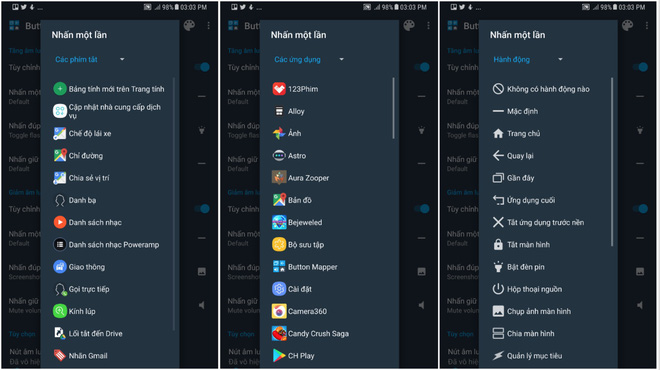 98% 03:03 PM
Butt
Nhấn một lần
Các phím tắt
Bảng tính mới trên Trang tính
Cập nhật nhà cung cấp dịch
vụ
Chế độ lái xe
Chỉ đường
Chia sẻ vị trí
Danh bạ
Danh sách nhạc
Danh sách nhạc Poweramp
Giao thông
Gọi trực tiếp
Kính lúp
Lối tắt đến Drive
Nhãn Gmail
Tăng âm lư
Tùy chỉnh
Nhấn một
Default
Nhấn đúp
Toggle flas
Nhấn giữ
Default
Giảm âm lư
Tùy chỉnh
Nhấn một
Default
Nhấn đúp
Screenshot
Nhấn giữ
Mute volum
Tùy chọn
Nút âm lư
Đã vô hiệ
98% 03:03 PM
Butt
Nhấn một lần
Các ứng dụng
123Phim
Alloy
Ảnh
Astro
Aura Zooper
Bản đồ
Bejeweled
Bộ sưu tập
Button Mapper
Cài đặt
Camera360
Candy Crush Saga
CH Play
98% 03:03 PM
Butt
Nhấn một lần
Hành động
Không có hành động nào
Mặc định
Trang chủ
Quay lại
Gần đây
Ứng dụng cuối
Tắt ứng dụng trước nền
Tắt màn hình
Bật đèn pin
Hộp thoại nguồn
Chụp ảnh màn hình
Chia màn hình
Quản lý mục tiêu